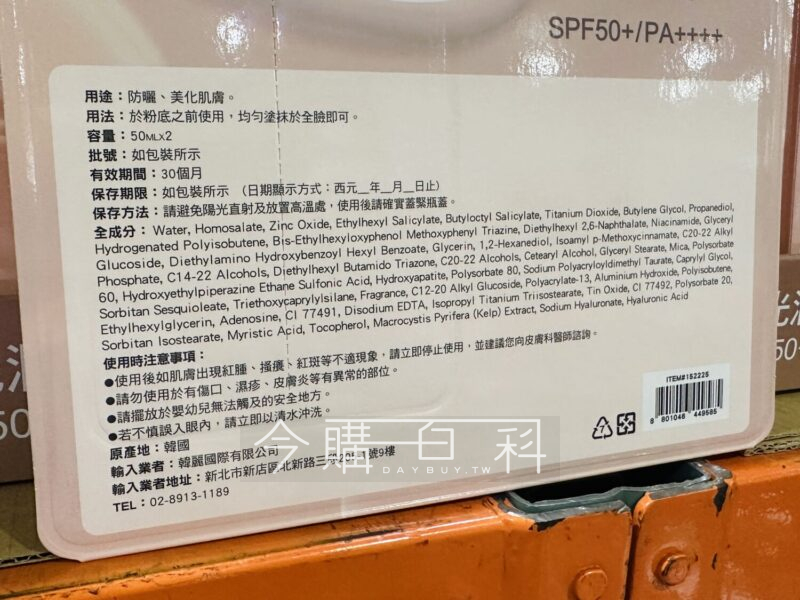 SPF50+/PA++++
用途：防曬、美化肌膚。
用法：於粉底之前使用，均勻塗抹於全臉即可。
容量：50MLX2
批號：如包裝所示
有效期間：30個月
保存期限：如包裝所示 （日期顯示方式：西元__年__月__日止）
保存方法：請避免陽光直射及放置高溫處，使用後請確實蓋緊瓶蓋。
全成分：Water, Homosalate, Zinc Oxide, Ethylhexyl Salicylate, Butyloctyl Salicylate, Titanium Dioxide, Butylene Glycol, Propanediol,
Hydrogenated Polyisobutene, Bis-Ethylhexyloxyphenol Methoxyphenyl Triazine, Diethylhexyl 2,6-Naphthalate, Niacinamide, Glyceryl
Glucoside, Diethylamino Hydroxybenzoyl Hexyl Benzoate, Glycerin, 1,2-Hexanediol, Isoamyl p-Methoxycinnamate, C20-22 Alkyl
Phosphate, C14-22 Alcohols, Diethylhexyl Butamido Triazone, C20-22 Alcohols, Cetearyl Alcohol, Glyceryl Stearate, Mica, Polysorbate
60, Hydroxyethylpiperazine Ethane Sulfonic Acid, Hydroxyapatite, Polysorbate 80, Sodium Polyacryloyldimethyl Taurate, Caprylyl Glycol,
Sorbitan Sesquioleate, Triethoxycaprylylsilane, Fragrance, C12-20 Alkyl Glucoside, Polyacrylate-13, Aluminum Hydroxide, Polyisobutene,
Ethylhexylglycerin, Adenosine, CI 77491, Disodium EDTA, Isopropyl Titanium Triisostearate, Tin Oxide, CI 77492, Polysorbate 20,
Sorbitan Isostearate, Myristic Acid, Tocopherol, Macrocystis Pyrifera (Kelp) Extract, Sodium Hyaluronate, Hyaluronic Acid
使用時注意事項：
●使用後如肌膚出現紅腫、搔癢、紅斑等不適現象，請立即停止使用，並建議您向皮膚科醫師諮詢。
●請勿使用於有傷口、濕疹、皮膚炎等有異常的部位。
●請擺放於嬰幼兒無法觸及的安全地方。
●若不慎誤入眼內，請立即以清水沖洗。
原產地：韓國
輸入業者：韓麗國際有限公司
輸入業者地址：新北市新店區北新路三段205-1號9樓
TEL：02-8913-1189
ITEM#152225
8 801046 449585
今購百科
DAYBUY.TW
光
50